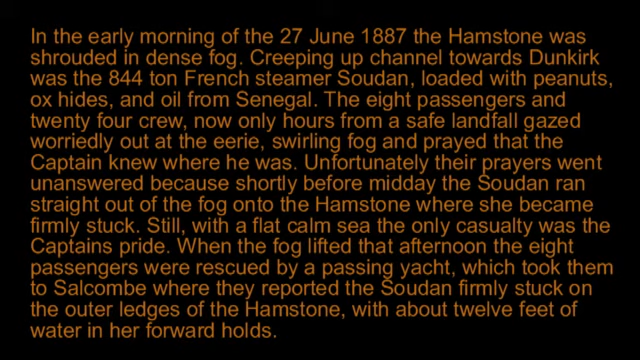 In the early morning of the 27 June 1887 the Hamstone was
shrouded in dense fog. Creeping up channel towards Dunkirk
was the 844 ton French steamer Soudan, loaded with peanuts,
ox hides, and oil from Senegal. The eight passengers and
twenty four crew, now only hours from a safe landfall gazed
worriedly out at the eerie, swirling fog and prayed that the
Captain knew where he was. Unfortunately their prayers went
unanswered because shortly before midday the Soudan ran
straight out of the fog onto the Hamstone where she became
firmly stuck. Still, with a flat calm sea the only casualty was the
Captains pride. When the fog lifted that afternoon the eight
passengers were rescued by a passing yacht, which took them
to Salcombe where they reported the Soudan firmly stuck on
the outer ledges of the Hamstone, with about twelve feet of
water in her forward holds.